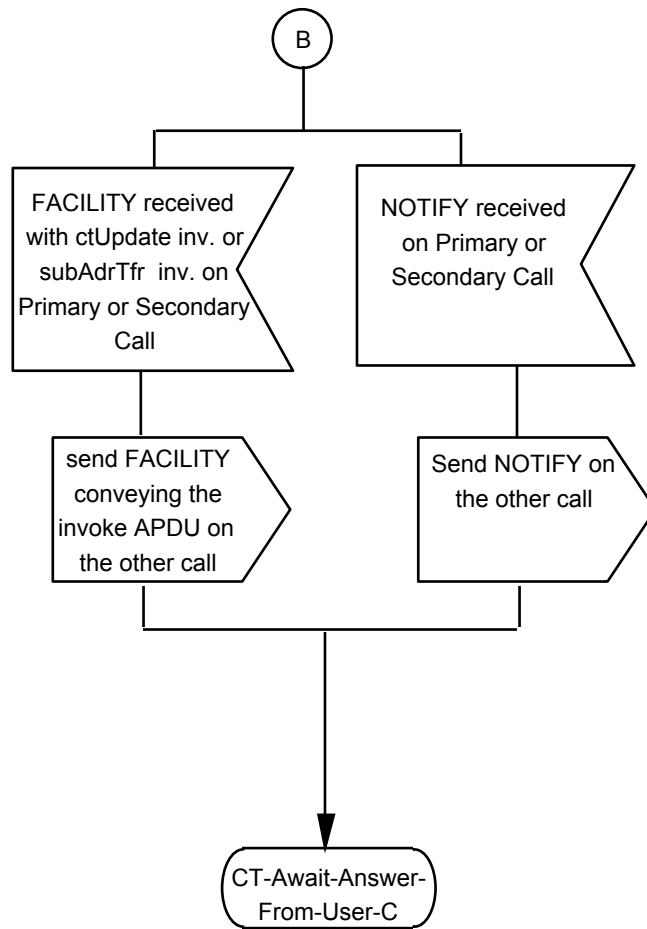 B
FACILITY received
with ctUpdate inv. or
subAdrTfr inv. on
Primary or Secondary
Call
NOTIFY received
on Primary or
Secondary Call
send FACILITY
conveying the
invoke APDU on
the other call
Send NOTIFY on
the other call
CT-Await-Answer-
From-User-C